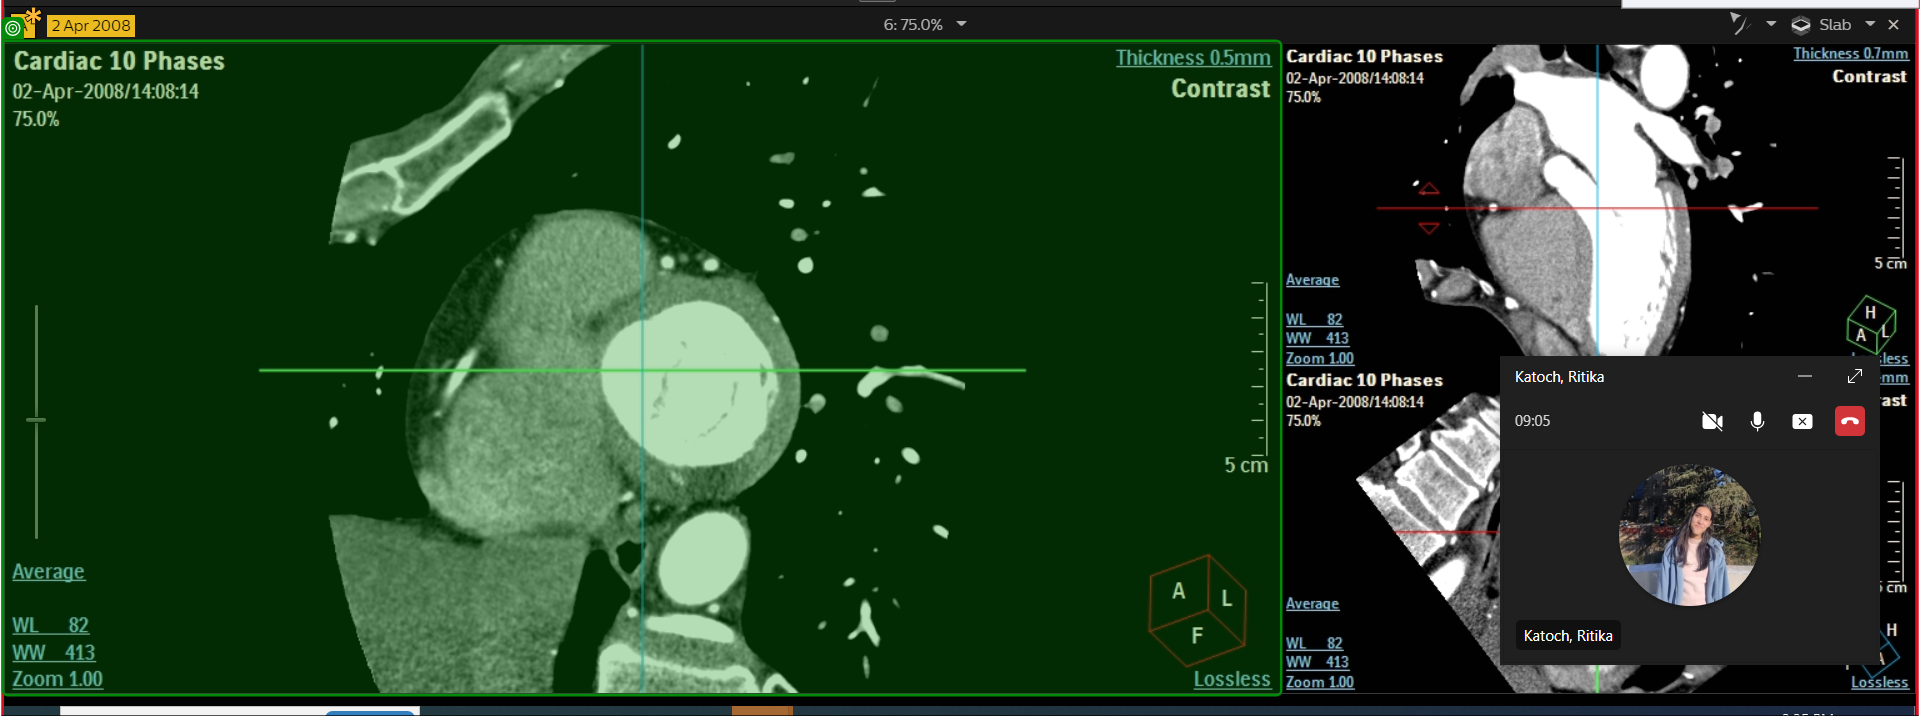 2 Apr 2008
6: 75.0%
Slab
Cardiac 10 Phases
02-Apr-2008/14:08:14
75.0%
Thickness 0.5mm
Contrast
Average
WL 82
WW 413
Zoom 1.00
5 cm
A
L
F
Lossless
Cardiac 10 Phases
02-Apr-2008/14:08:14
75.0%
Thickness 0.7mm
Contrast
5 cm
Average
WL 82
WW 413
Zoom 1.00
H
A
L
Cardiac 10 Phases
02-Apr-2008/14:08:14
75.0%
mm
ast
5 cm
Average
WL 82
WW 413
Zoom 1.00
H
A
Lossless
Katoch, Ritika
09:05
Katoch, Ritika